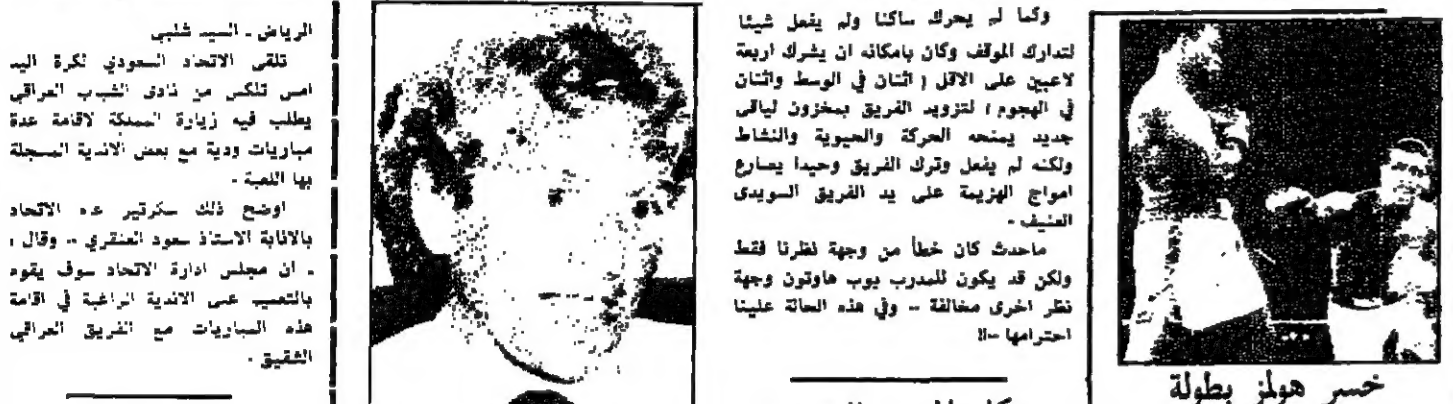 خسر هولمز بطولة
وكما لم يحرك ساكنا ولم يفعل شيئا
لتدارك الموقف وكان بامكانه ان يشرك اربعة
لاعبين على الاقل ( اثنان في الوسط واثنان
في الهجوم ) لتزويد الفريق بمخزون لياقي
جديد يمنحه الحركة والحيوية والنشاط
ولكنه لم يفعل وترك الفريق وحيدا يصارع
امواج الهزيمة على يد الفريق السويدى
العنيف -
ماحدث كان خطأ من وجهة نظرنا فقط
ولكن قد يكون للمدرب بوب هاوتون وجهة
نظر اخرى مخالفة -- وفي هذه الحالة علينا
احترامها --!!
الرياض - السيد شلبي
تلقى الاتحاد السعودي لكرة اليد
امس تلكس من نادى الشباب العراقي
يطلب فيه زيارة المملكة لاقامة عدة
مباريات ودية مع بعض الاندية المسجلة
بها اللعبة -
اوضح ذلك سكرتير عام الاتحاد
بالانابة الاستاذ سعود العنقري -- وقال :
- ان مجلس ادارة الاتحاد سوف يقوم
بالتعميم على الاندية الراغبة في اقامة
هذه المباريات مع الفريق العراقي
الشقيق -